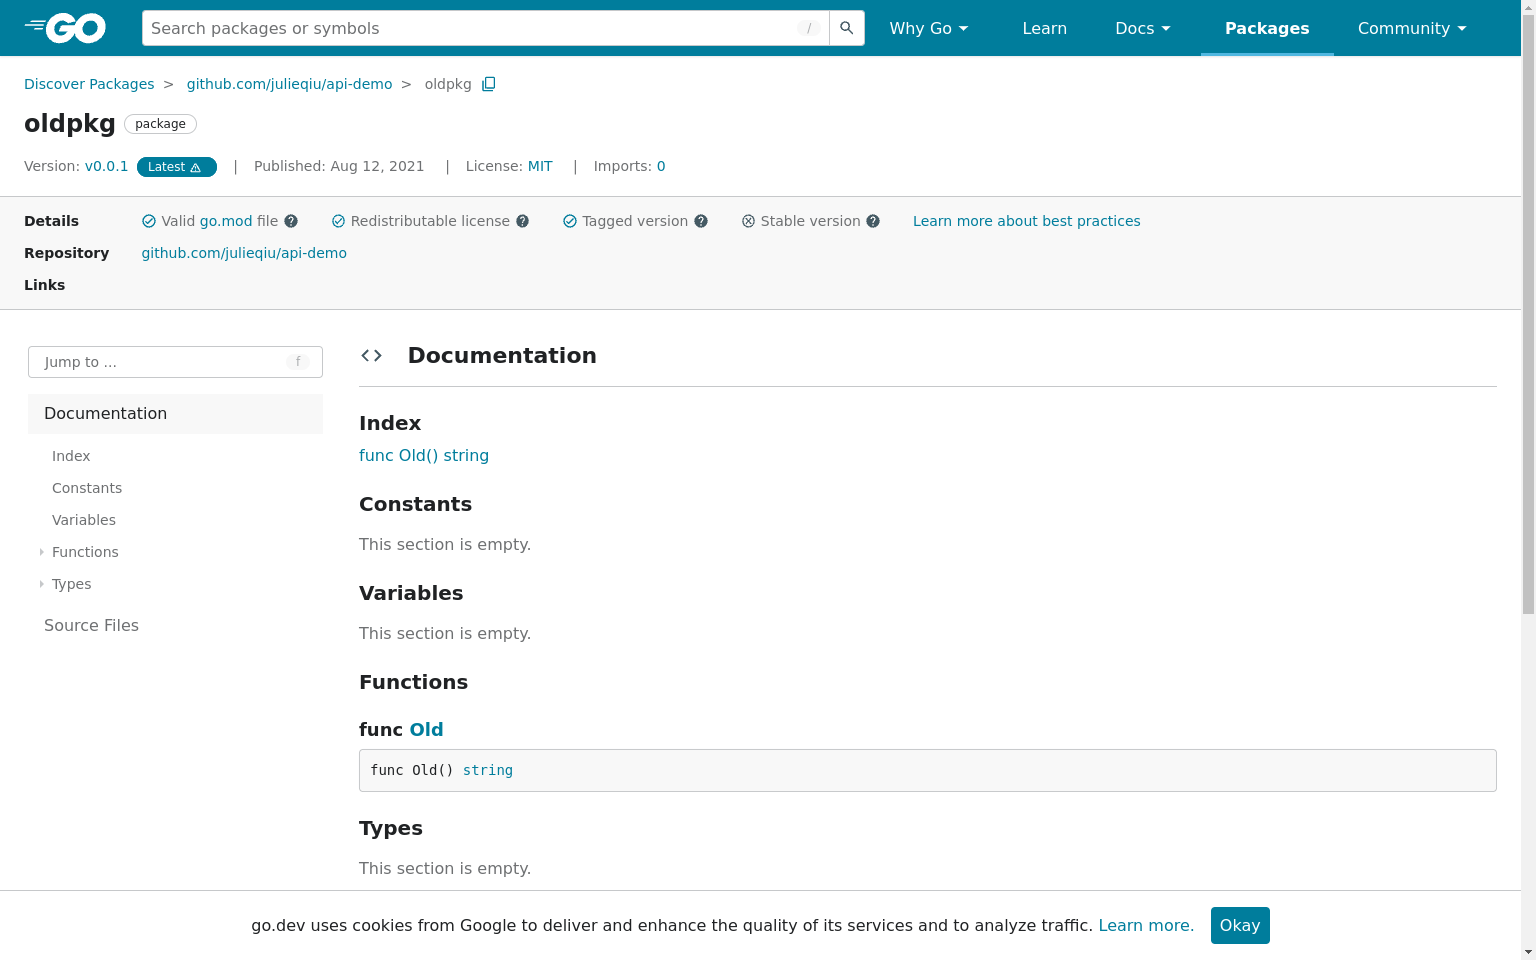 GO
Search packages or symbols
/
Why Go
Learn
Docs
Packages
Community
Discover Packages > github.com/julieqiu/api-demo > oldpkg
oldpkg package
Version: v0.0.1 Latest | Published: Aug 12, 2021 | License: MIT | Imports: 0
Details Valid go.mod file ? Redistributable license ? Tagged version ? Stable version ? Learn more about best practices
Repository github.com/julieqiu/api-demo
Links
Jump to ... f
Documentation
Index
Constants
Variables
Functions
Types
Source Files
<> Documentation
Index
func Old() string
Constants
This section is empty.
Variables
This section is empty.
Functions
func Old
func Old() string
Types
This section is empty.
go.dev uses cookies from Google to deliver and enhance the quality of its services and to analyze traffic. Learn more. Okay